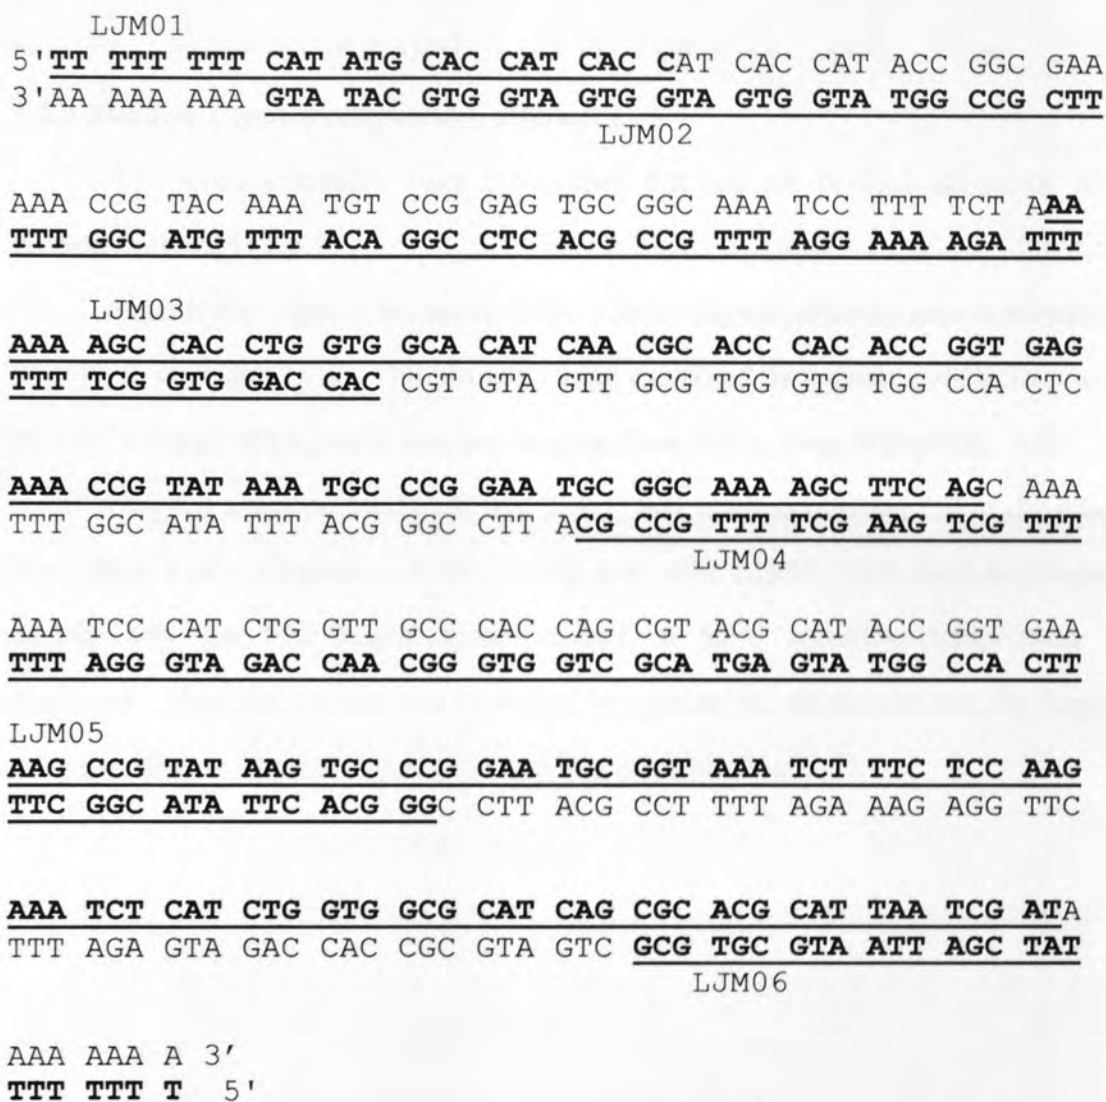 LJM01
5'TT TTT TTT CAT ATG CAC CAT CAC CAT CAC CAT ACC GGC GAA
3'AA AAA AAA GTA TAC GTG GTA GTG GTA GTG GTA TGG CCG CTT
LJM02
AAA CCG TAC AAA TGT CCG GAG TGC GGC AAA TCC TTT TCT AAA
TTT GGC ATG TTT ACA GGC CTC ACG CCG TTT AGG AAA AGA TTT
LJM03
AAA AGC CAC CTG GTG GCA CAT CAA CGC ACC CAC ACC GGT GAG
TTT TCG GTG GAC CAC CGT GTA GTT GCG TGG GTG TGG CCA CTC
AAA CCG TAT AAA TGC CCG GAA TGC GGC AAA AGC TTC AGC AAA
TTT GGC ATA TTT ACG GGC CTT ACG CCG TTT TCG AAG TCG TTT
LJM04
AAA TCC CAT CTG GTT GCC CAC CAG CGT ACG CAT ACC GGT GAA
TTT AGG GTA GAC CAA CGG GTG GTC GCA TGA GTA TGG CCA CTT
LJM05
AAG CCG TAT AAG TGC CCG GAA TGC GGT AAA TCT TTC TCC AAG
TTC GGC ATA TTC ACG GGC CTT ACG CCT TTT AGA AAG AGG TTC
AAA TCT CAT CTG GTG GCG CAT CAG CGC ACG CAT TAA TCG ATA
TTT AGA GTA GAC CAC CGC GTA GTC GCG TGC GTA ATT AGC TAT
LJM06
AAA AAA A 3'
TTT TTT T 5'